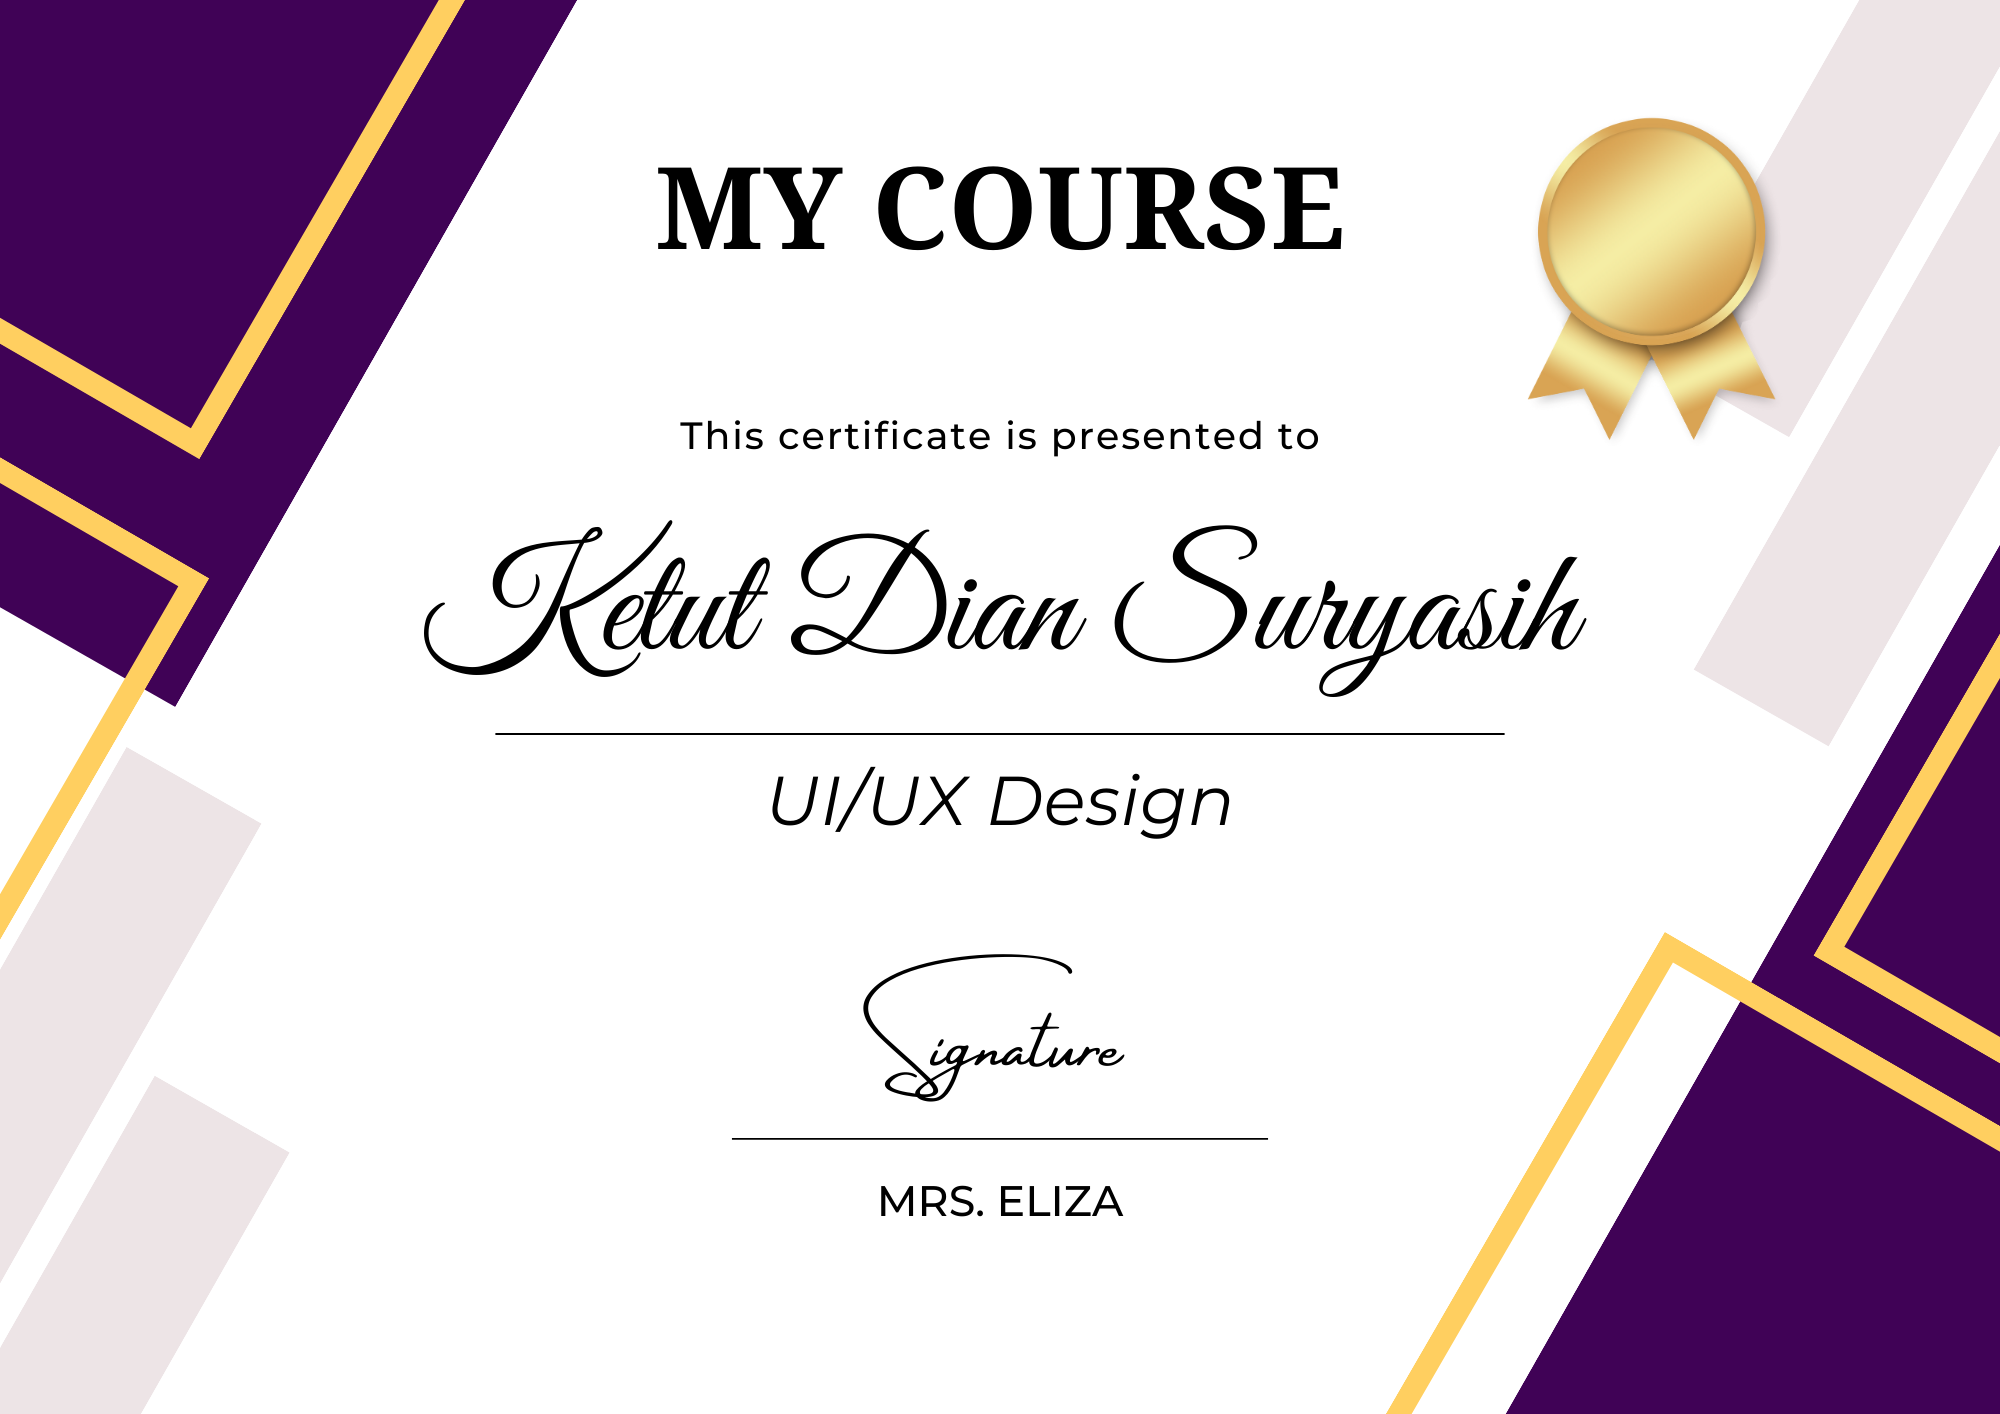 MY COURSE
This certificate is presented to
Ketut Dian Suryasih
UI/UX Design
Signature
MRS. ELIZA